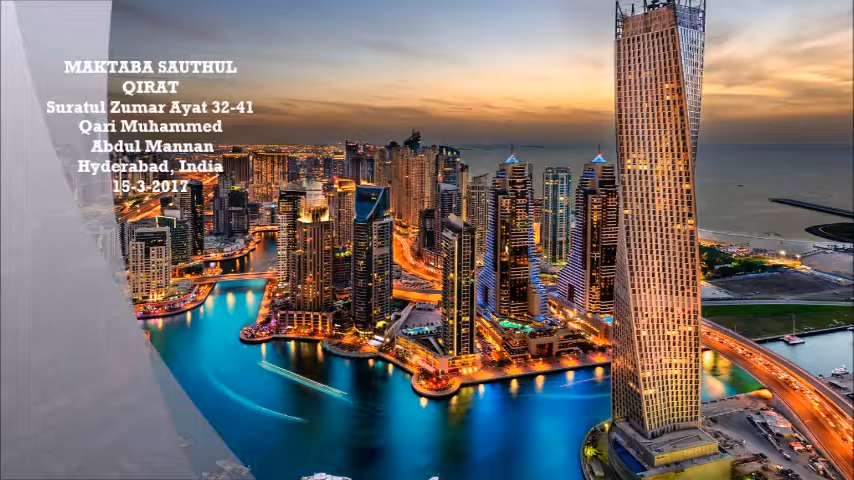 MAKTABA SAUTHUL
QIRAT
Suratul Zumar Ayat 32-41
Qari Muhammed
Abdul Mannan
Hyderabad, India
15-3-2017